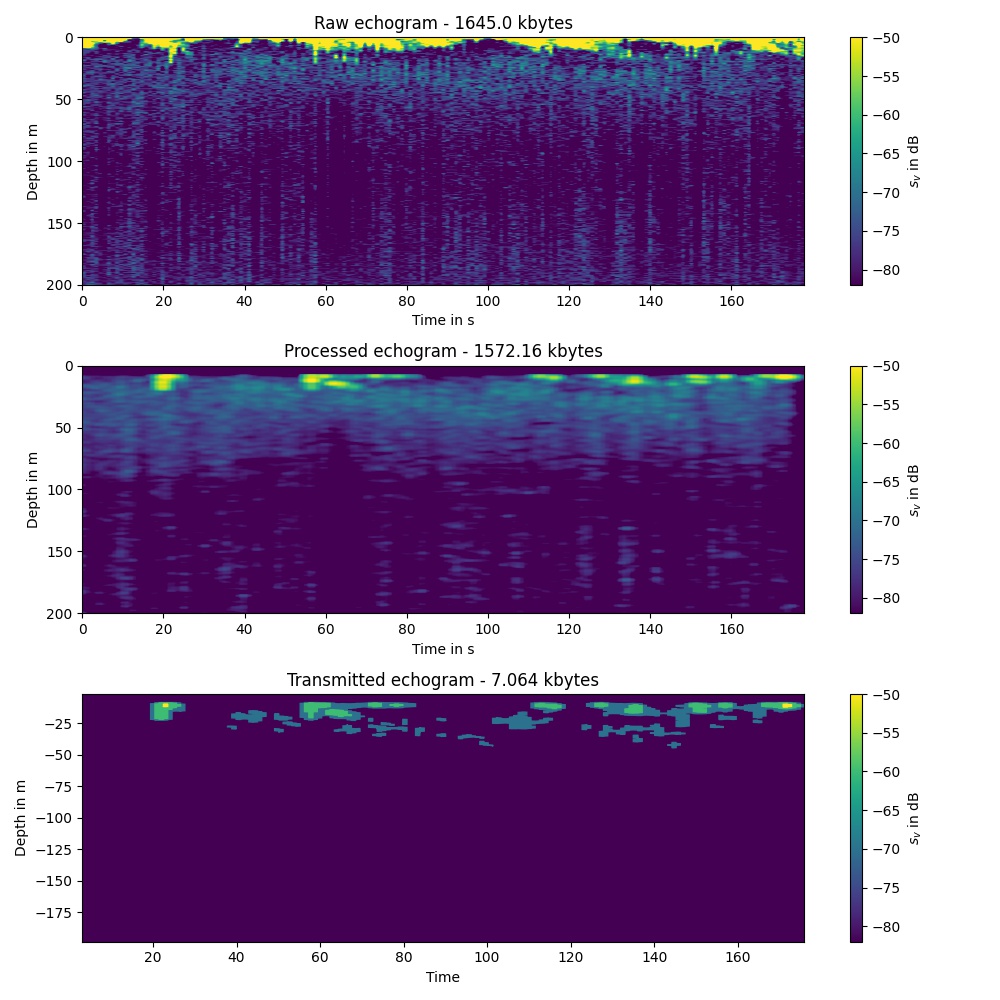 Raw echogram - 1645.0 kbytes
0
50
100
150
200
Depth in m
0 20 40 60 80 100 120 140 160
Time in s
−50
−55
−60
−65
−70
−75
−80
sv in dB
Processed echogram - 1572.16 kbytes
0
50
100
150
200
Depth in m
0 20 40 60 80 100 120 140 160
Time in s
−50
−55
−60
−65
−70
−75
−80
sv in dB
Transmitted echogram - 7.064 kbytes
−25
−50
−75
−100
−125
−150
−175
Depth in m
20 40 60 80 100 120 140 160
Time
−50
−55
−60
−65
−70
−75
−80
sv in dB